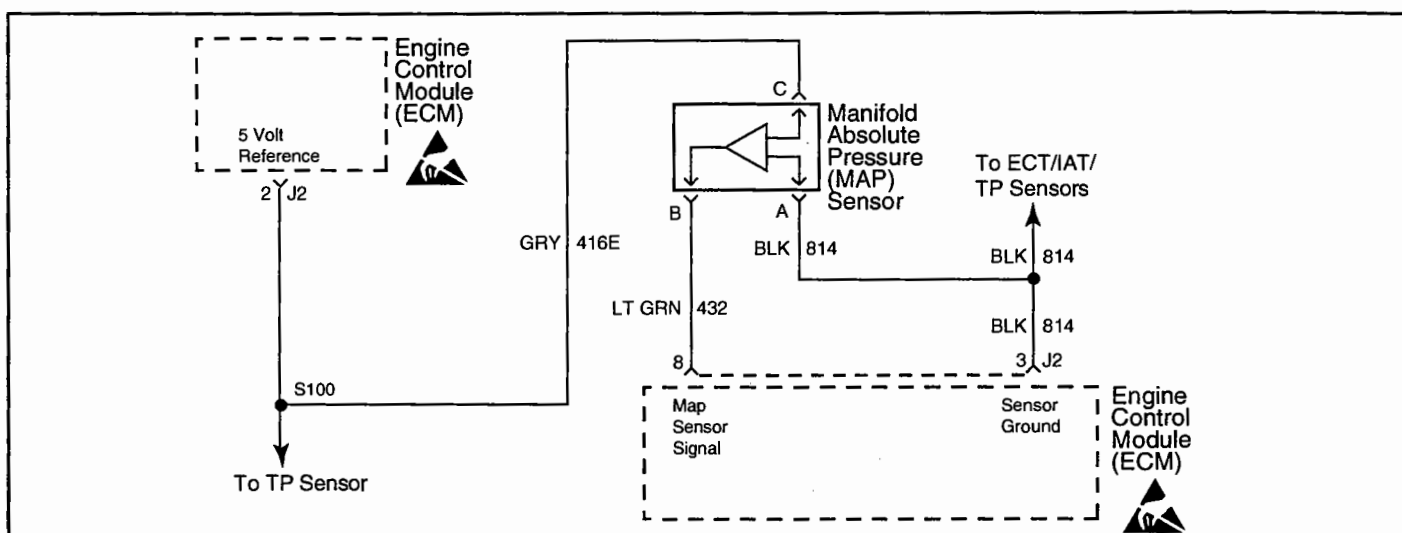 Engine
Control
Module
(ECM)
5 Volt
Reference
2
J2
GRY
416E
S100
To TP Sensor
C
Manifold
Absolute
Pressure
(MAP)
Sensor
B
A
BLK
814
LT GRN
432
To ECT/IAT/
TP Sensors
BLK
814
BLK
814
8
3
J2
Map
Sensor
Signal
Sensor
Ground
Engine
Control
Module
(ECM)